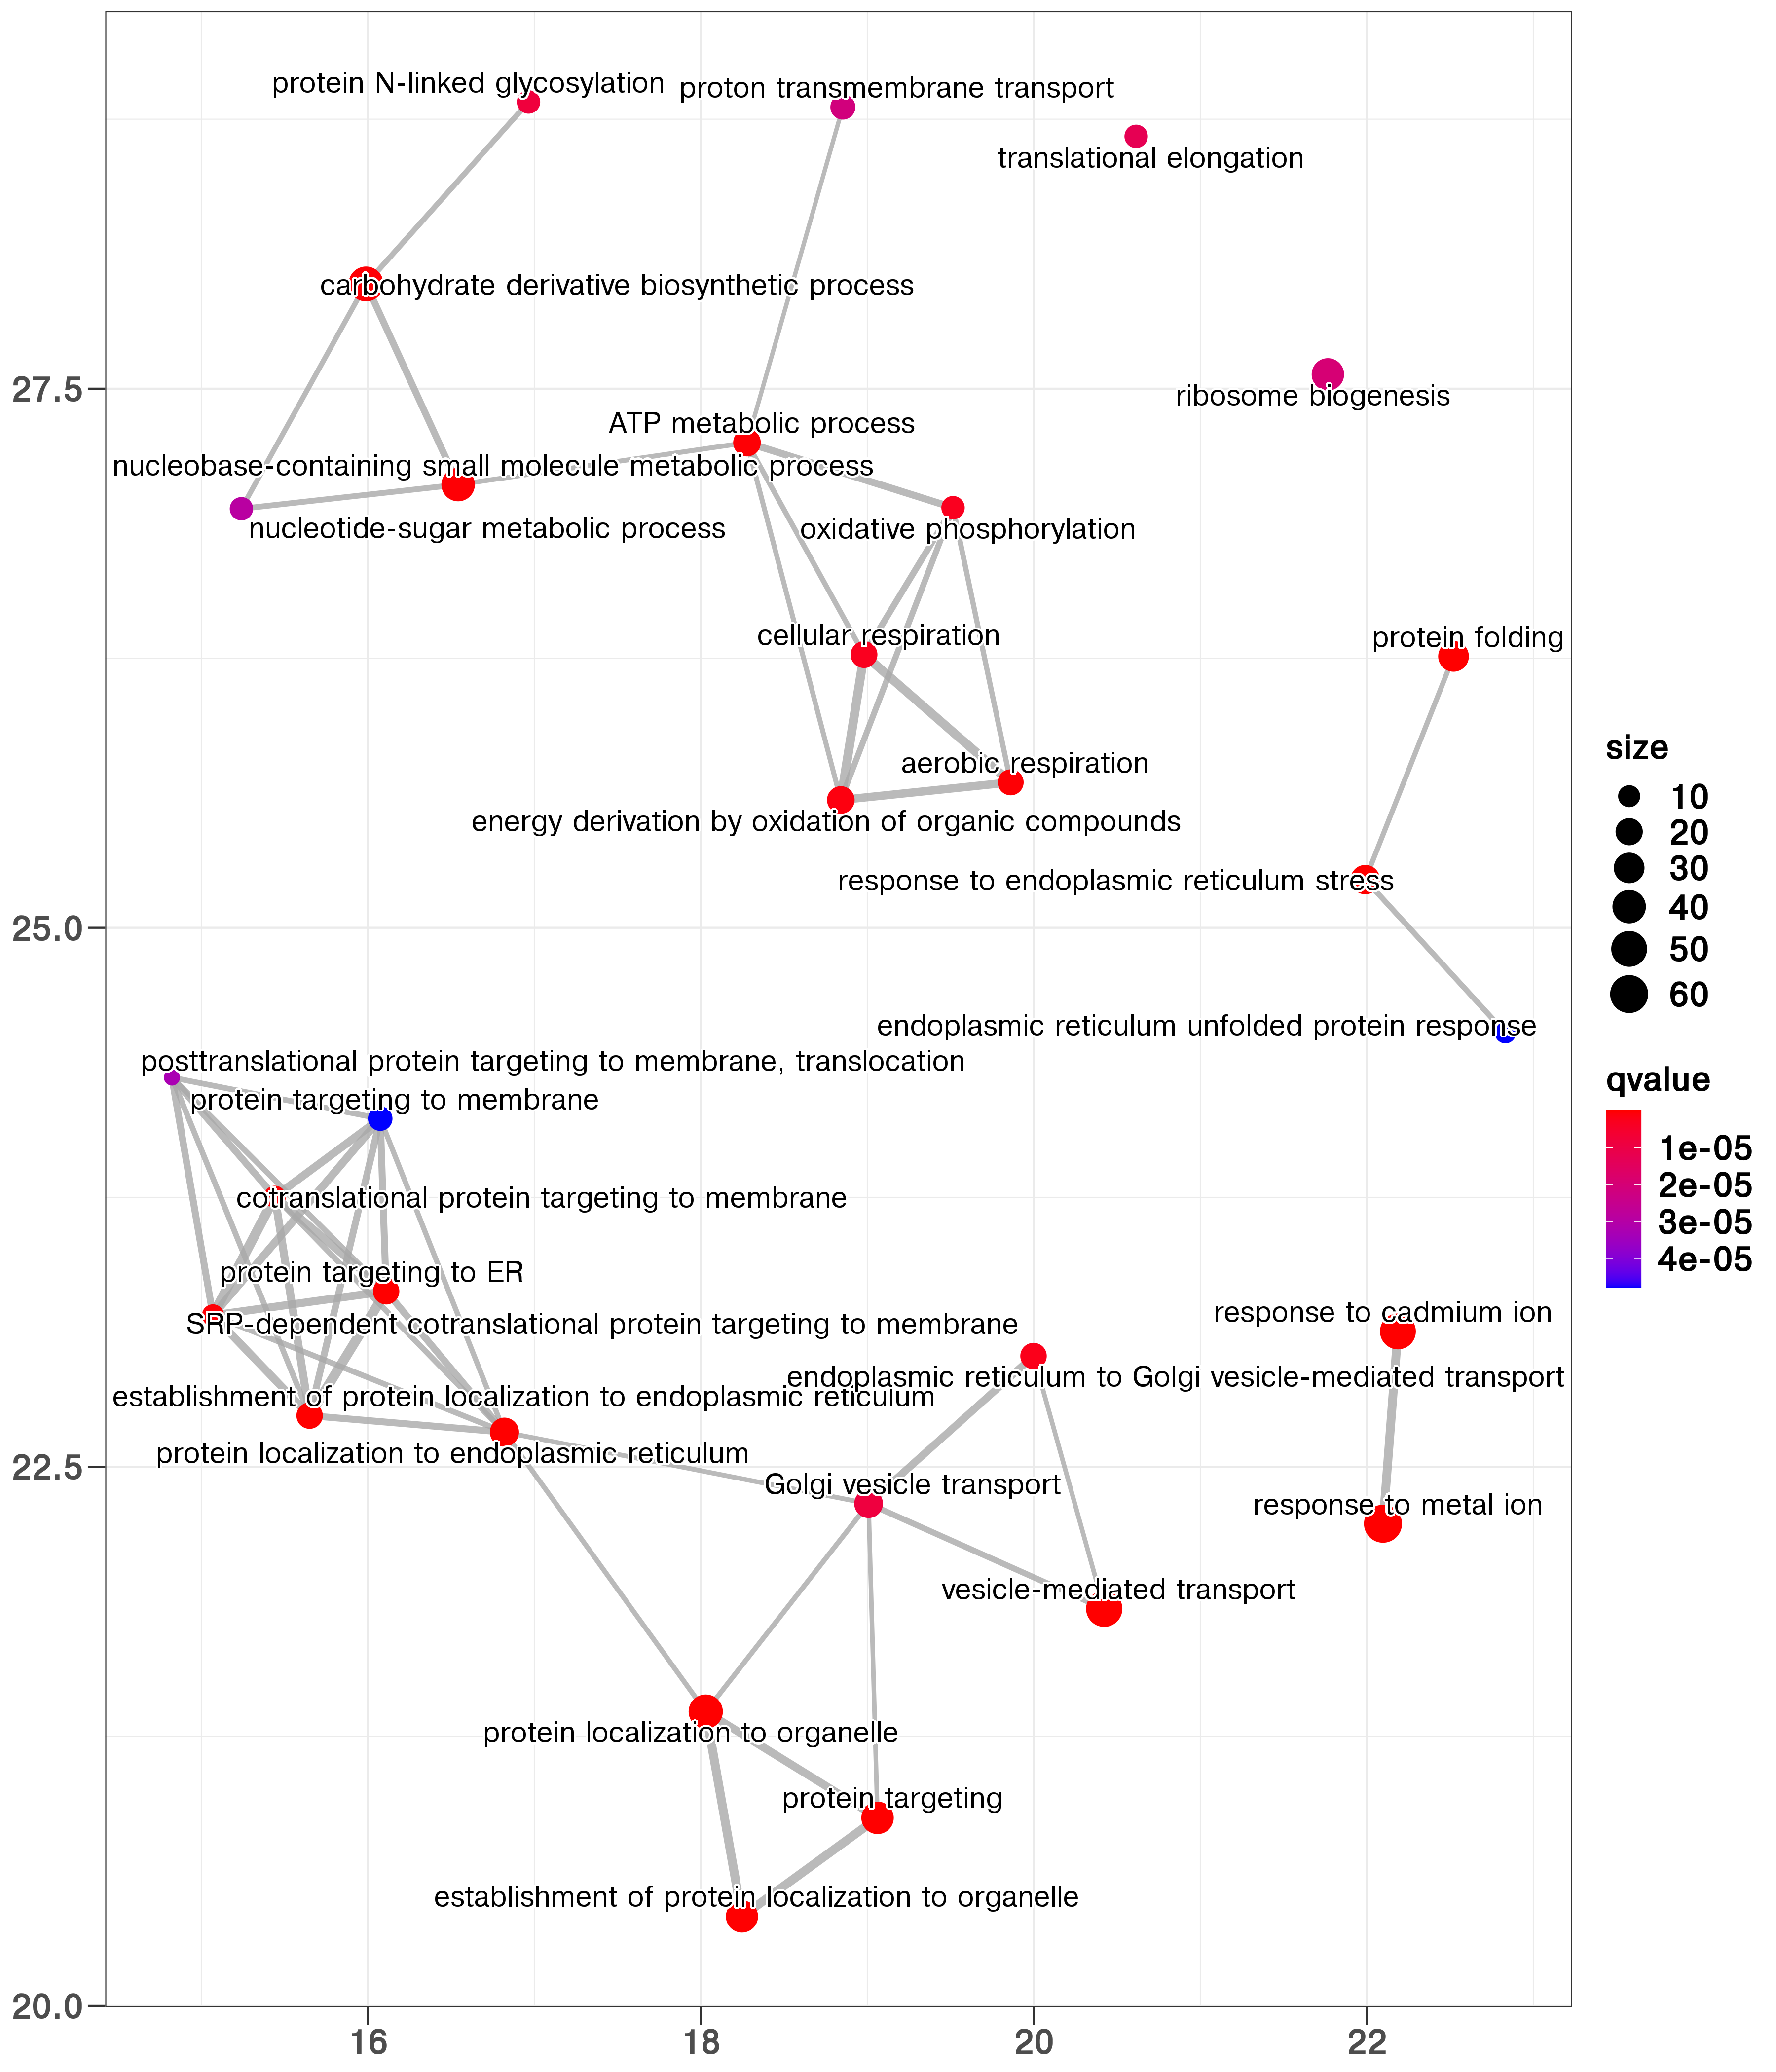 protein N-linked glycosylation
proton transmembrane transport
translational elongation
carbohydrate derivative biosynthetic process
27.5
ribosome biogenesis
ATP metabolic process
nucleobase-containing small molecule metabolic process
nucleotide-sugar metabolic process
oxidative phosphorylation
cellular respiration
protein folding
aerobic respiration
energy derivation by oxidation of organic compounds
response to endoplasmic reticulum stress
25.0
endoplasmic reticulum unfolded protein response
posttranslational protein targeting to membrane, translocation
protein targeting to membrane
cotranslational protein targeting to membrane
protein targeting to ER
SRP-dependent cotranslational protein targeting to membrane
response to cadmium ion
endoplasmic reticulum to Golgi vesicle-mediated transport
establishment of protein localization to endoplasmic reticulum
protein localization to endoplasmic reticulum
22.5
Golgi vesicle transport
response to metal ion
vesicle-mediated transport
protein localization to organelle
protein targeting
establishment of protein localization to organelle
20.0
16
18
20
22
size
10
20
30
40
50
60
qvalue
1e-05
2e-05
3e-05
4e-05